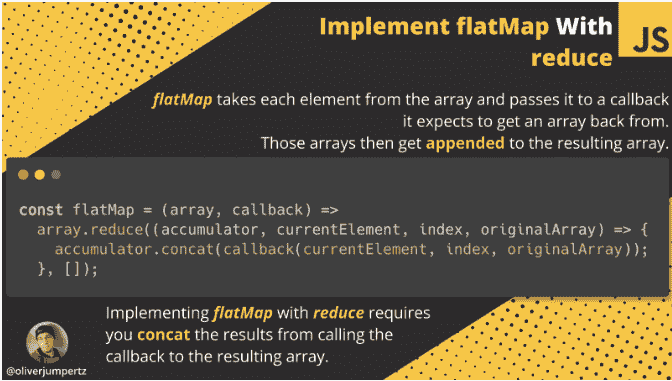 Implement flatMap With
reduce
JS
flatMap takes each element from the array and passes it to a callback
it expects to get an array back from.
Those arrays then get appended to the resulting array.
const flatMap = (array, callback) =>
  array.reduce((accumulator, currentElement, index, originalArray) => {
    accumulator.concat(callback(currentElement, index, originalArray));
  }, []);
Implementing flatMap with reduce requires
you concat the results from calling the
callback to the resulting array.
@oliverjumpertz